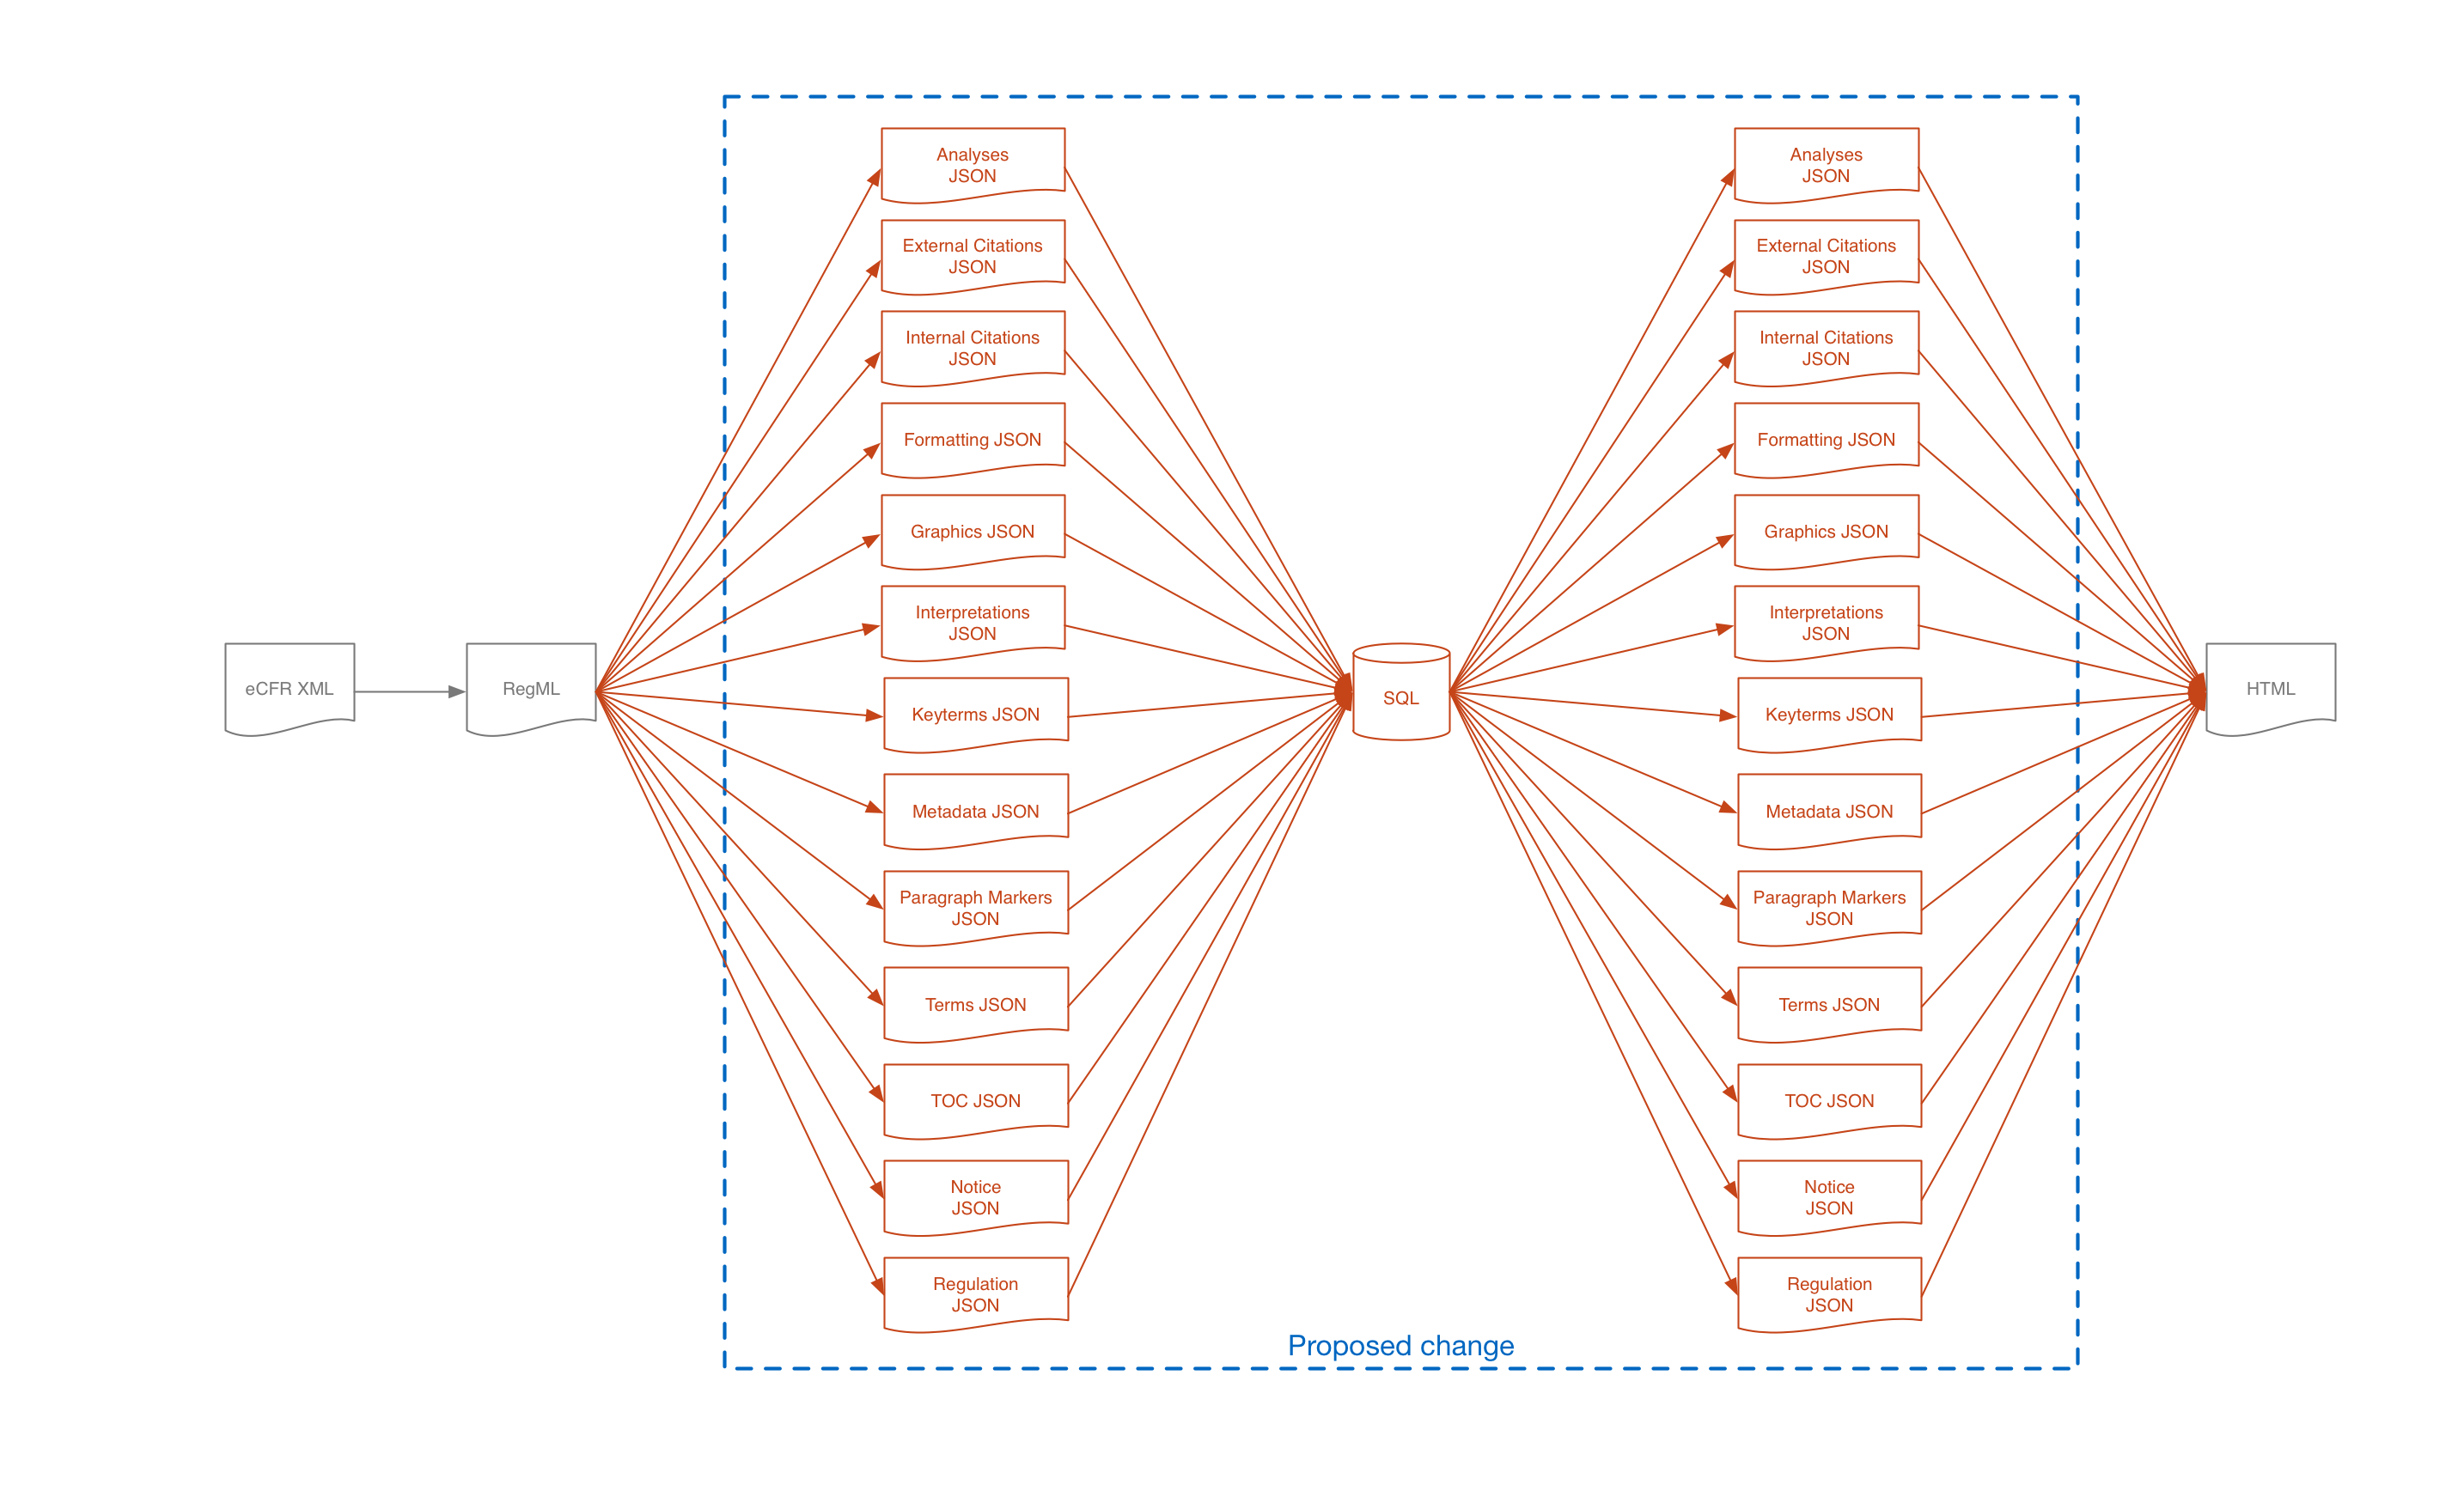 eCFR XML
RegML
Analyses
JSON
External Citations
JSON
Internal Citations
JSON
Formatting JSON
Graphics JSON
Interpretations
JSON
Keyterms JSON
Metadata JSON
Paragraph Markers
JSON
Terms JSON
TOC JSON
Notice
JSON
Regulation
JSON
SQL
Analyses
JSON
External Citations
JSON
Internal Citations
JSON
Formatting JSON
Graphics JSON
Interpretations
JSON
Keyterms JSON
Metadata JSON
Paragraph Markers
JSON
Terms JSON
TOC JSON
Notice
JSON
Regulation
JSON
HTML
Proposed change